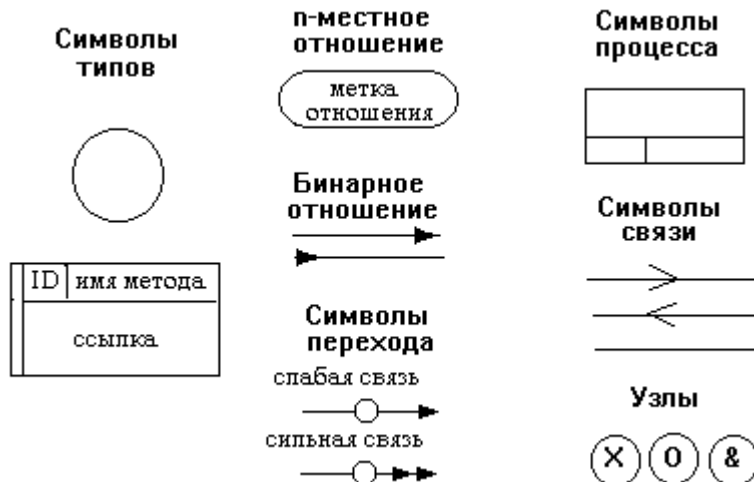 Символы
типов
ID имя метода
ссылка
n-местное
отношение
метка
отношения
Бинарное
отношение
Символы
перехода
слабая связь
сильная связь
Символы
процесса
Символы
связи
Узлы
X O &